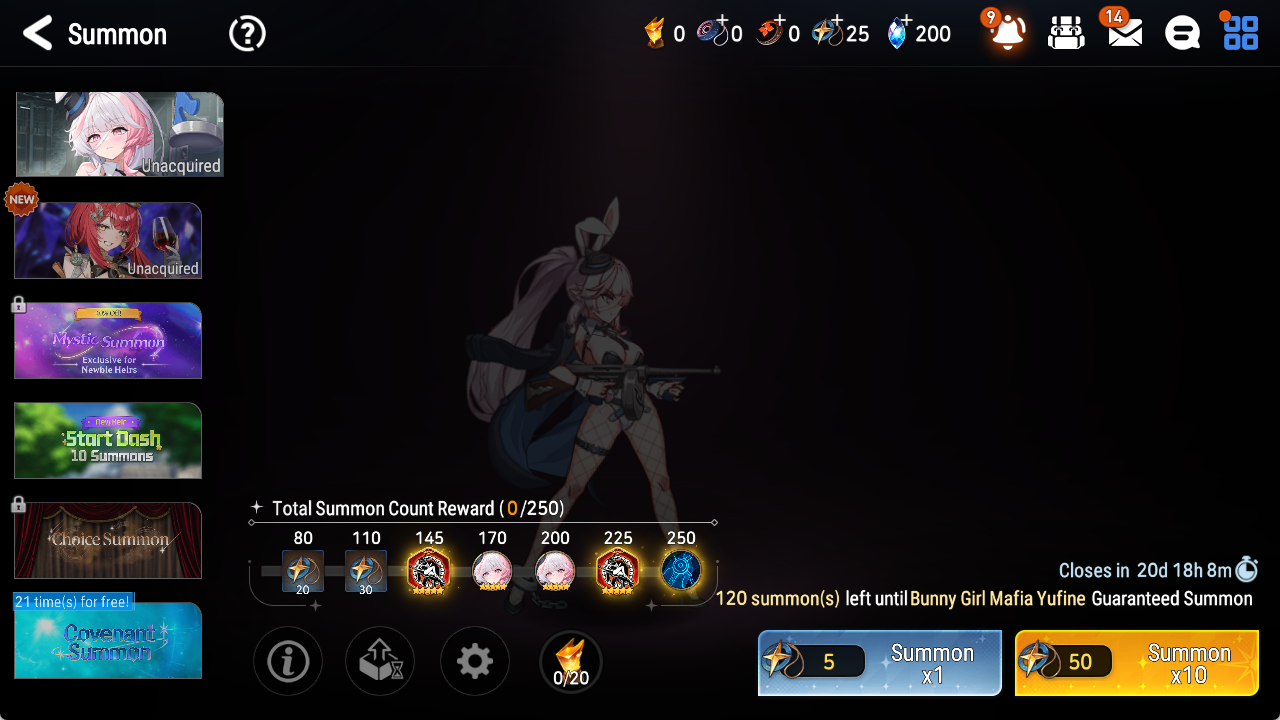 Summon
?
0
0
0
25
200
9
14
Unacquired
NEW
Unacquired
Mystic Summon
Exclusive for
Newbie Heirs
New Heir
Start Dash
10 Summons
Choice Summon
21 time(s) for free!
Covenant
Summon
Total Summon Count Reward ( 0 /250)
80 110 145 170 200 225 250
20 30
Closes in 20d 18h 8m
120 summon(s) left until Bunny Girl Mafia Yufine Guaranteed Summon
0/20
5 Summon
x1
50 Summon
x10